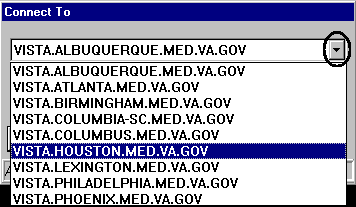 Connect To
VISTA.ALBUQUERQUE.MED.VA.GOV
VISTA.ALBUQUERQUE.MED.VA.GOV
VISTA.ATLANTA.MED.VA.GOV
VISTA.BIRMINGHAM.MED.VA.GOV
VISTA.COLUMBIA-SC.MED.VA.GOV
VISTA.COLUMBUS.MED.VA.GOV
VISTA.HOUSTON.MED.VA.GOV
VISTA.LEXINGTON.MED.VA.GOV
VISTA.PHILADELPHIA.MED.VA.GOV
VISTA.PHOENIX.MED.VA.GOV